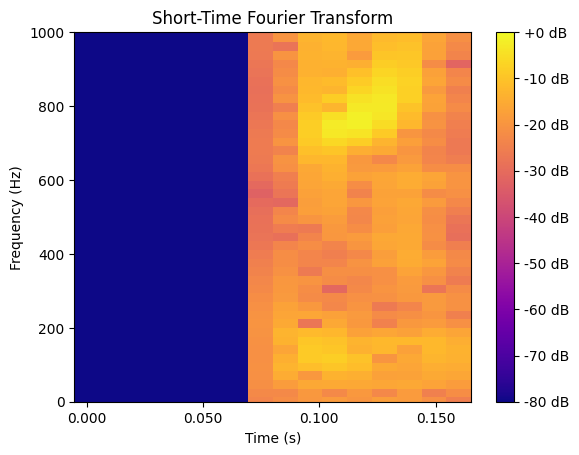 Short-Time Fourier Transform
1000
800
600
400
200
0
Frequency (Hz)
0.000
0.050
0.100
0.150
Time (s)
+0 dB
-10 dB
-20 dB
-30 dB
-40 dB
-50 dB
-60 dB
-70 dB
-80 dB